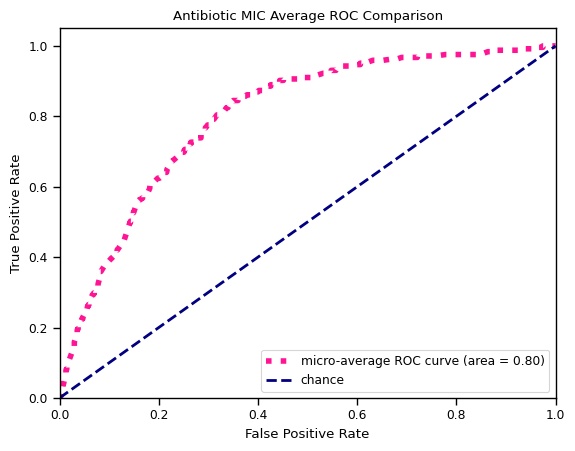 Antibiotic MIC Average ROC Comparison
1.0
0.8
0.6
0.4
0.2
0.0
True Positive Rate
micro-average ROC curve (area = 0.80)
chance
0.0 0.2 0.4 0.6 0.8 1.0
False Positive Rate